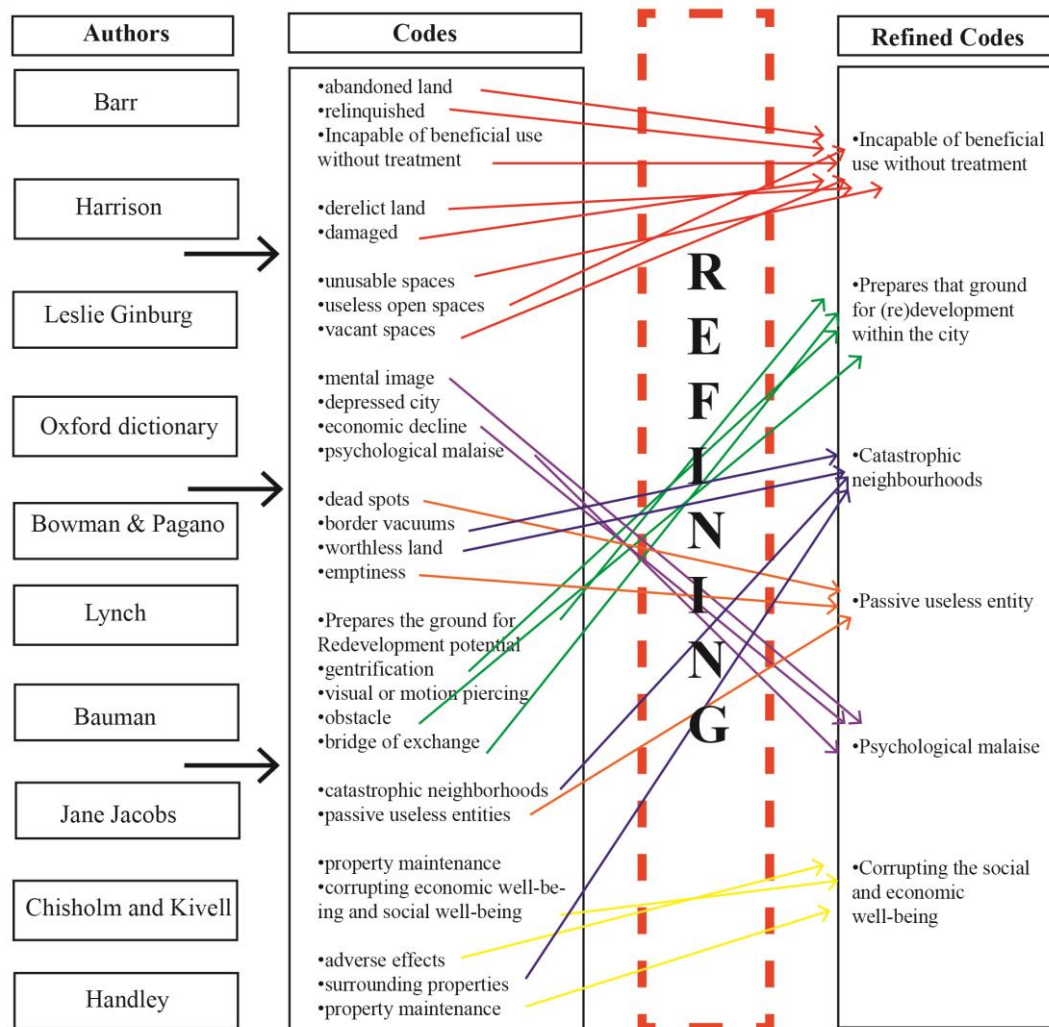 Authors
Barr
Harrison
Leslie Ginburg
Oxford dictionary
Bowman & Pagano
Lynch
Bauman
Jane Jacobs
Chisholm and Kivell
Handley
Codes
•abandoned land
•relinquished
•Incapable of beneficial use
without treatment
•derelict land
•damaged
•unusable spaces
•useless open spaces
•vacant spaces
•mental image
•depressed city
•economic decline
•psychological malaise
•dead spots
•border vacuums
•worthless land
•emptiness
•Prepares the ground for
Redevelopment potential
•gentrification
•visual or motion piercing
•obstacle
•bridge of exchange
•catastrophic neighborhoods
•passive useless entities
•property maintenance
•corrupting economic well-be-
ing and social well-being
•adverse effects
•surrounding properties
•property maintenance
R
E
F
I
N
I
N
G
Refined Codes
•Incapable of beneficial
use without treatment
•Prepares that ground
for (re)development
within the city
•Catastrophic
neighbourhoods
•Passive useless entity
•Psychological malaise
•Corrupting the social
and economic
well-being